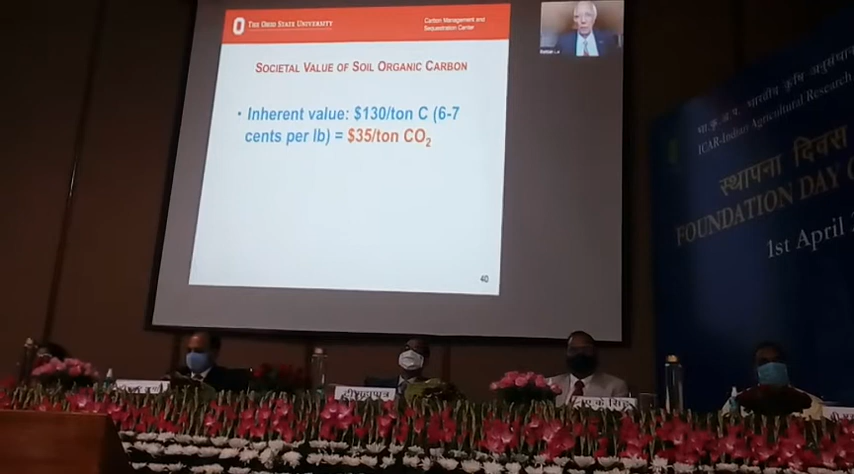 THE OHIO STATE UNIVERSITY
Carbon Management and
Sequestration Center
SOCIETAL VALUE OF SOIL ORGANIC CARBON
• Inherent value: $130/ton C (6-7
cents per lb) = $35/ton CO2
40
भा.कृ.अ.प. भारतीय कृषि अनुसंधान
ICAR-Indian Agricultural Research
स्थापना दिवस
FOUNDATION DAY
1st April